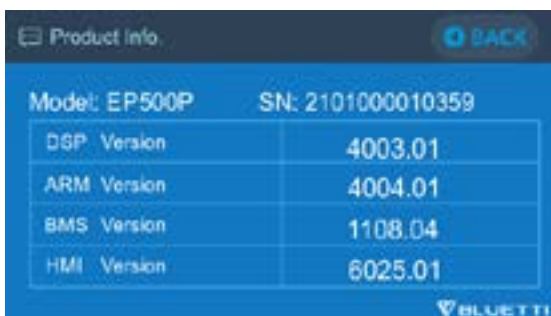 Product Info.
BACK
Model: EP500P SN: 2101000010359
DSP Version 4003.01
ARM Version 4004.01
BMS Version 1108.04
HMI Version 6025.01
BLUETTI